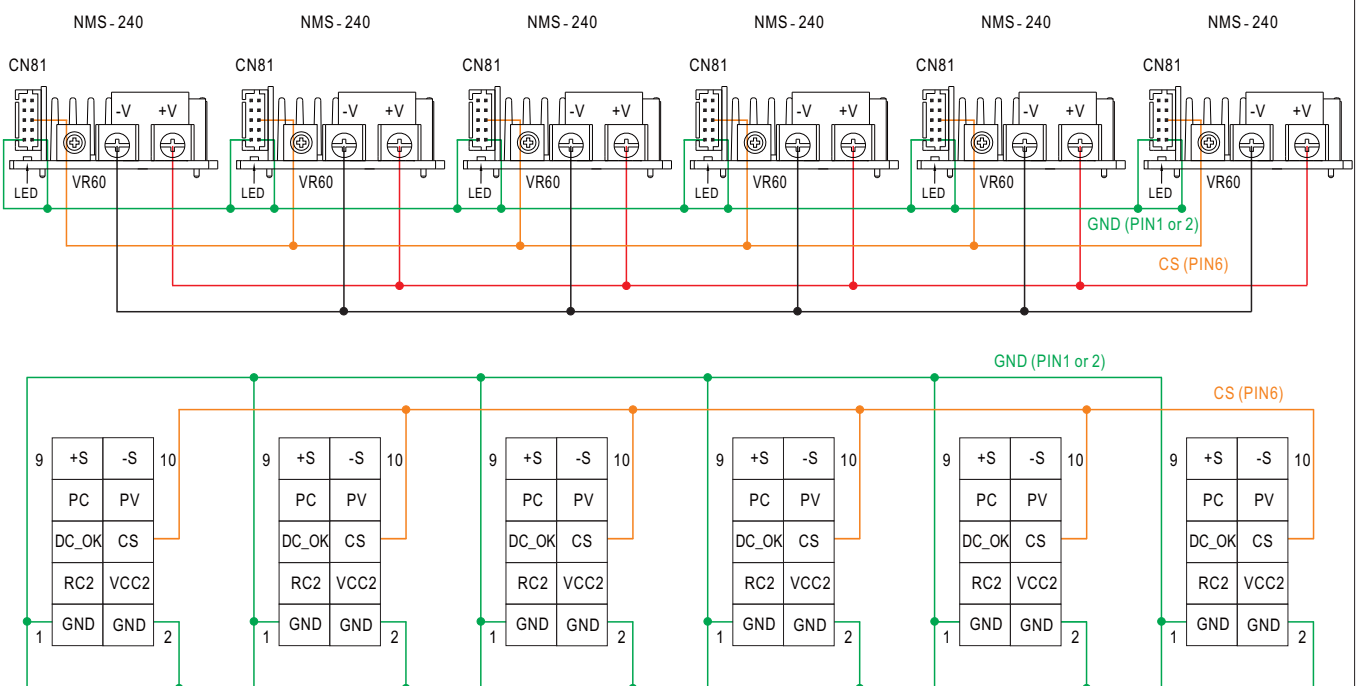 NMS-240 NMS-240 NMS-240 NMS-240 NMS-240 NMS-240
CN81 CN81 CN81 CN81 CN81 CN81
-V +V -V +V -V +V -V +V -V +V -V +V
LED VR60 LED VR60 LED VR60 LED VR60 LED VR60 LED VR60
GND (PIN1 or 2)
CS (PIN6)
GND (PIN1 or 2)
CS (PIN6)
9 +S -S 10 9 +S -S 10 9 +S -S 10 9 +S -S 10 9 +S -S 10 9 +S -S 10
PC PV PC PV PC PV PC PV PC PV PC PV
DC_OK CS DC_OK CS DC_OK CS DC_OK CS DC_OK CS DC_OK CS
RC2 VCC2 RC2 VCC2 RC2 VCC2 RC2 VCC2 RC2 VCC2 RC2 VCC2
1 GND GND 2 1 GND GND 2 1 GND GND 2 1 GND GND 2 1 GND GND 2 1 GND GND 2